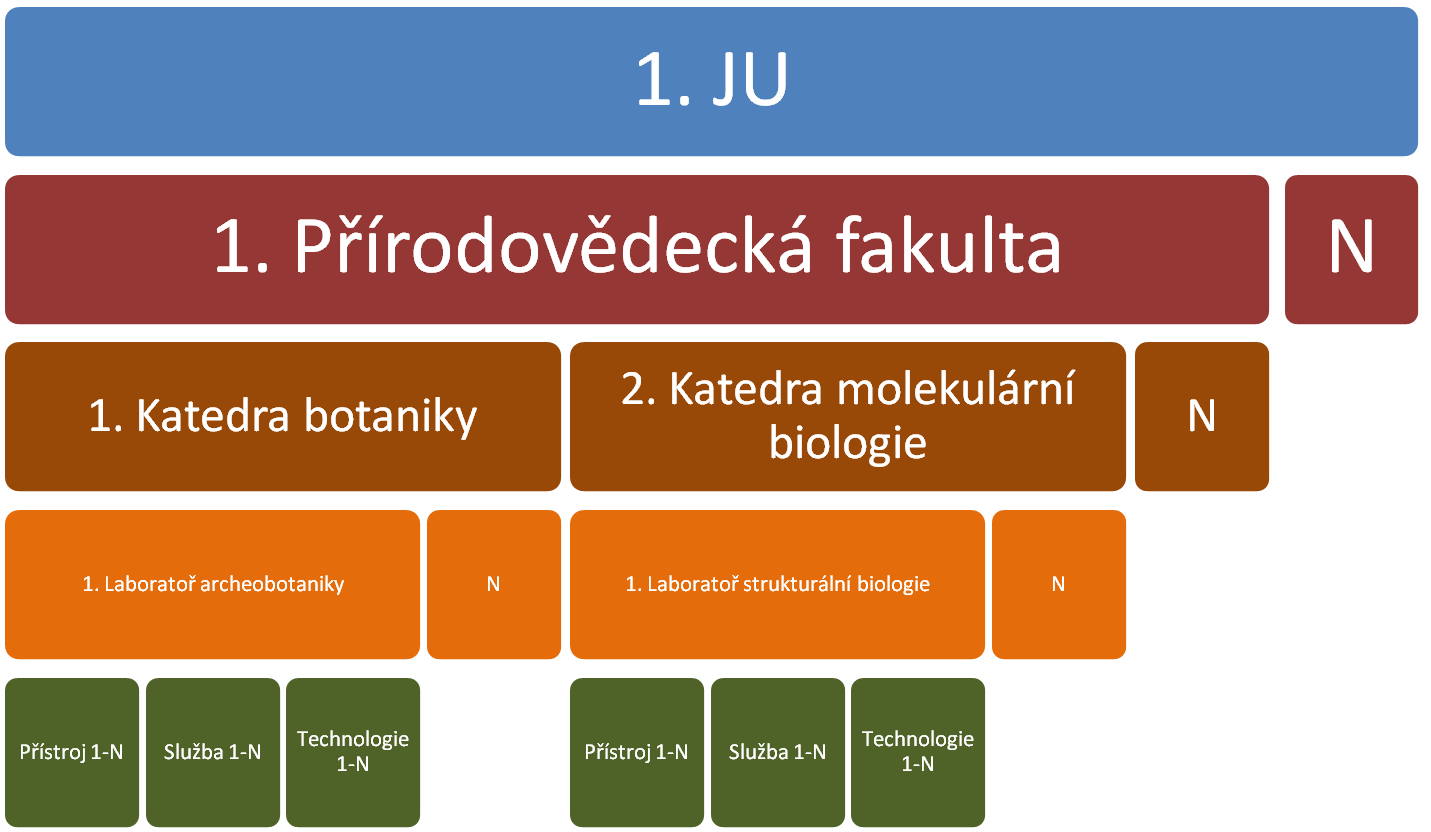 1. JU
1. Přírodovědecká fakulta
N
1. Katedra botaniky
2. Katedra molekulární
biologie
N
1. Laboratoř archeobotaniky
N
1. Laboratoř strukturální biologie
N
Přístroj 1-N
Služba 1-N
Technologie
1-N
Přístroj 1-N
Služba 1-N
Technologie
1-N